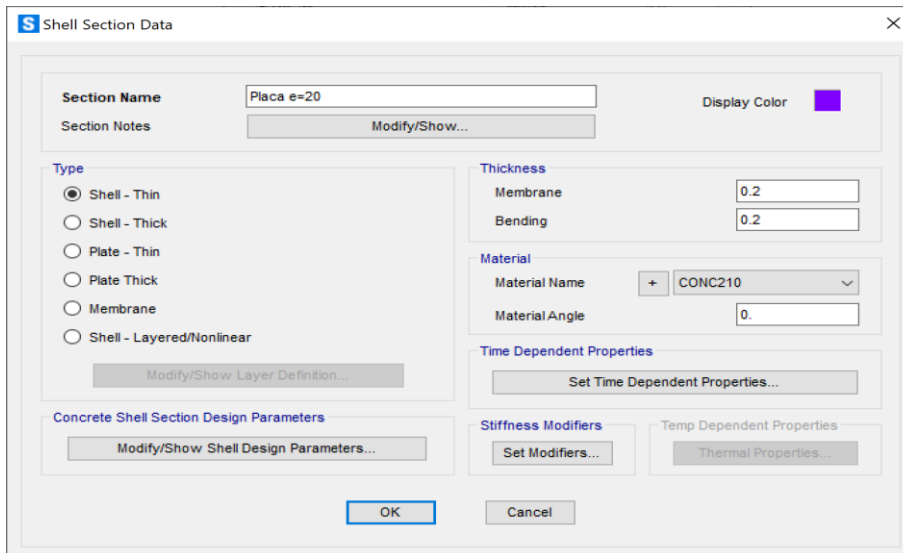 S Shell Section Data
Section Name Placa e=20 Display Color
Section Notes Modify/Show...
Type
Shell - Thin
Shell - Thick
Plate - Thin
Plate Thick
Membrane
Shell - Layered/Nonlinear
Modify/Show Layer Definition...
Concrete Shell Section Design Parameters
Modify/Show Shell Design Parameters...
Thickness
Membrane 0.2
Bending 0.2
Material
Material Name + CONC210
Material Angle 0.
Time Dependent Properties
Set Time Dependent Properties...
Stiffness Modifiers
Set Modifiers...
Temp Dependent Properties
Thermal Properties...
OK Cancel